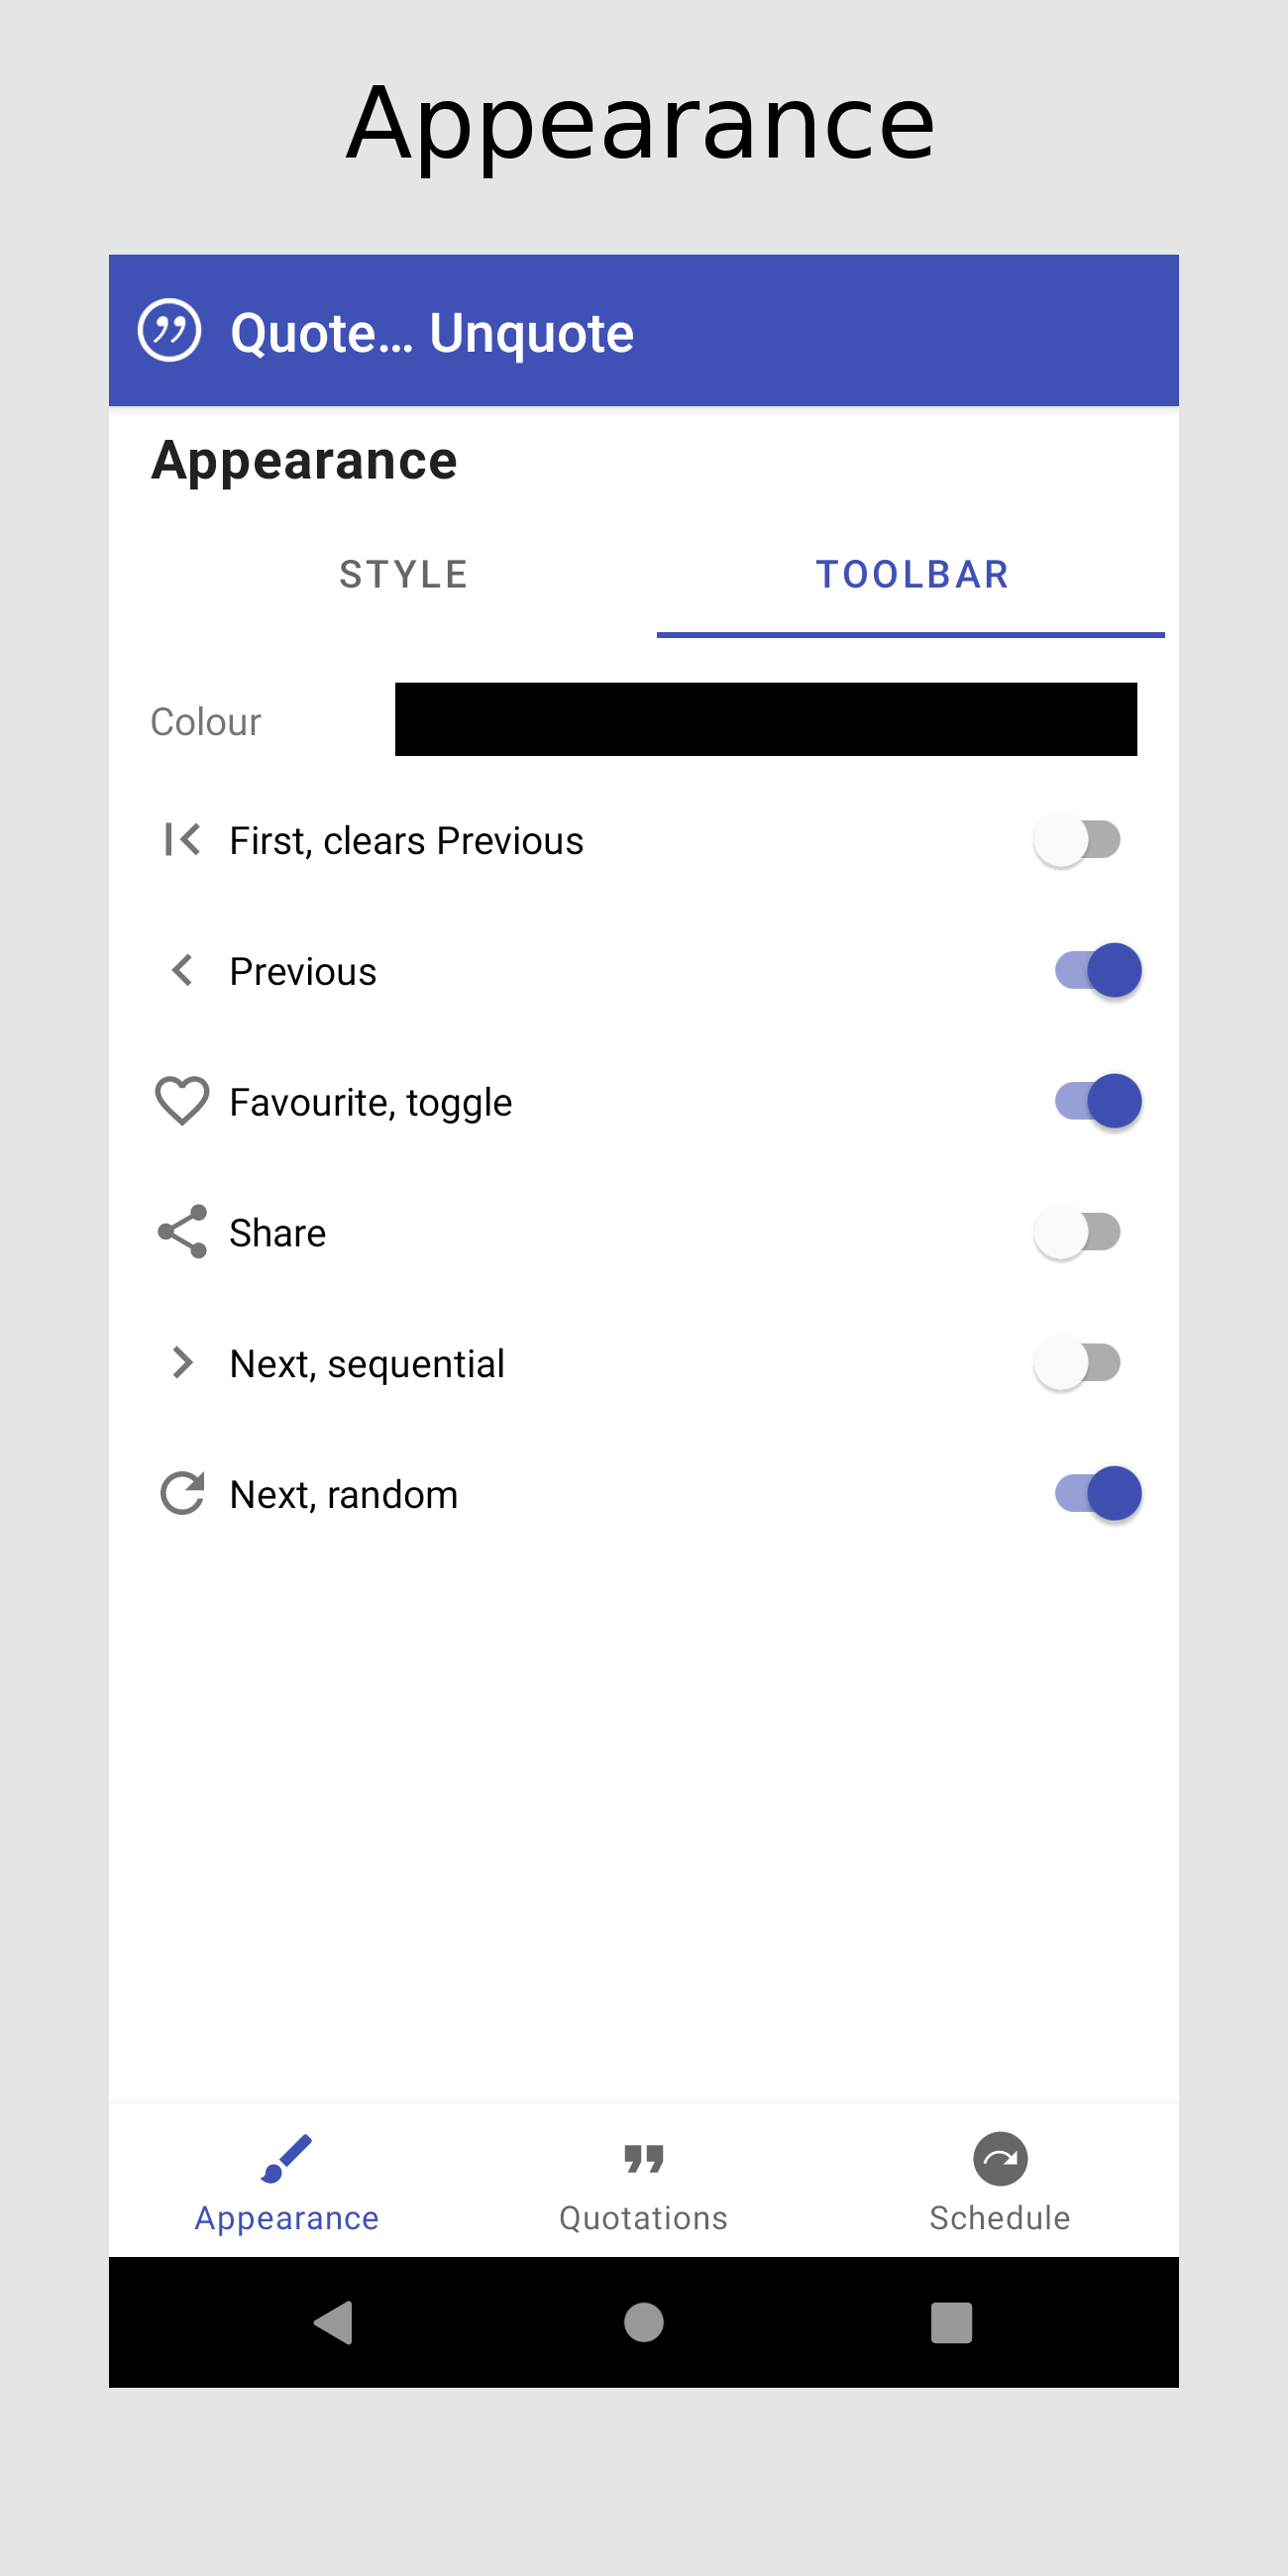 Appearance
Quote… Unquote
Appearance
STYLE TOOLBAR
Colour
First, clears Previous
Previous
Favourite, toggle
Share
Next, sequential
Next, random
Appearance Quotations Schedule